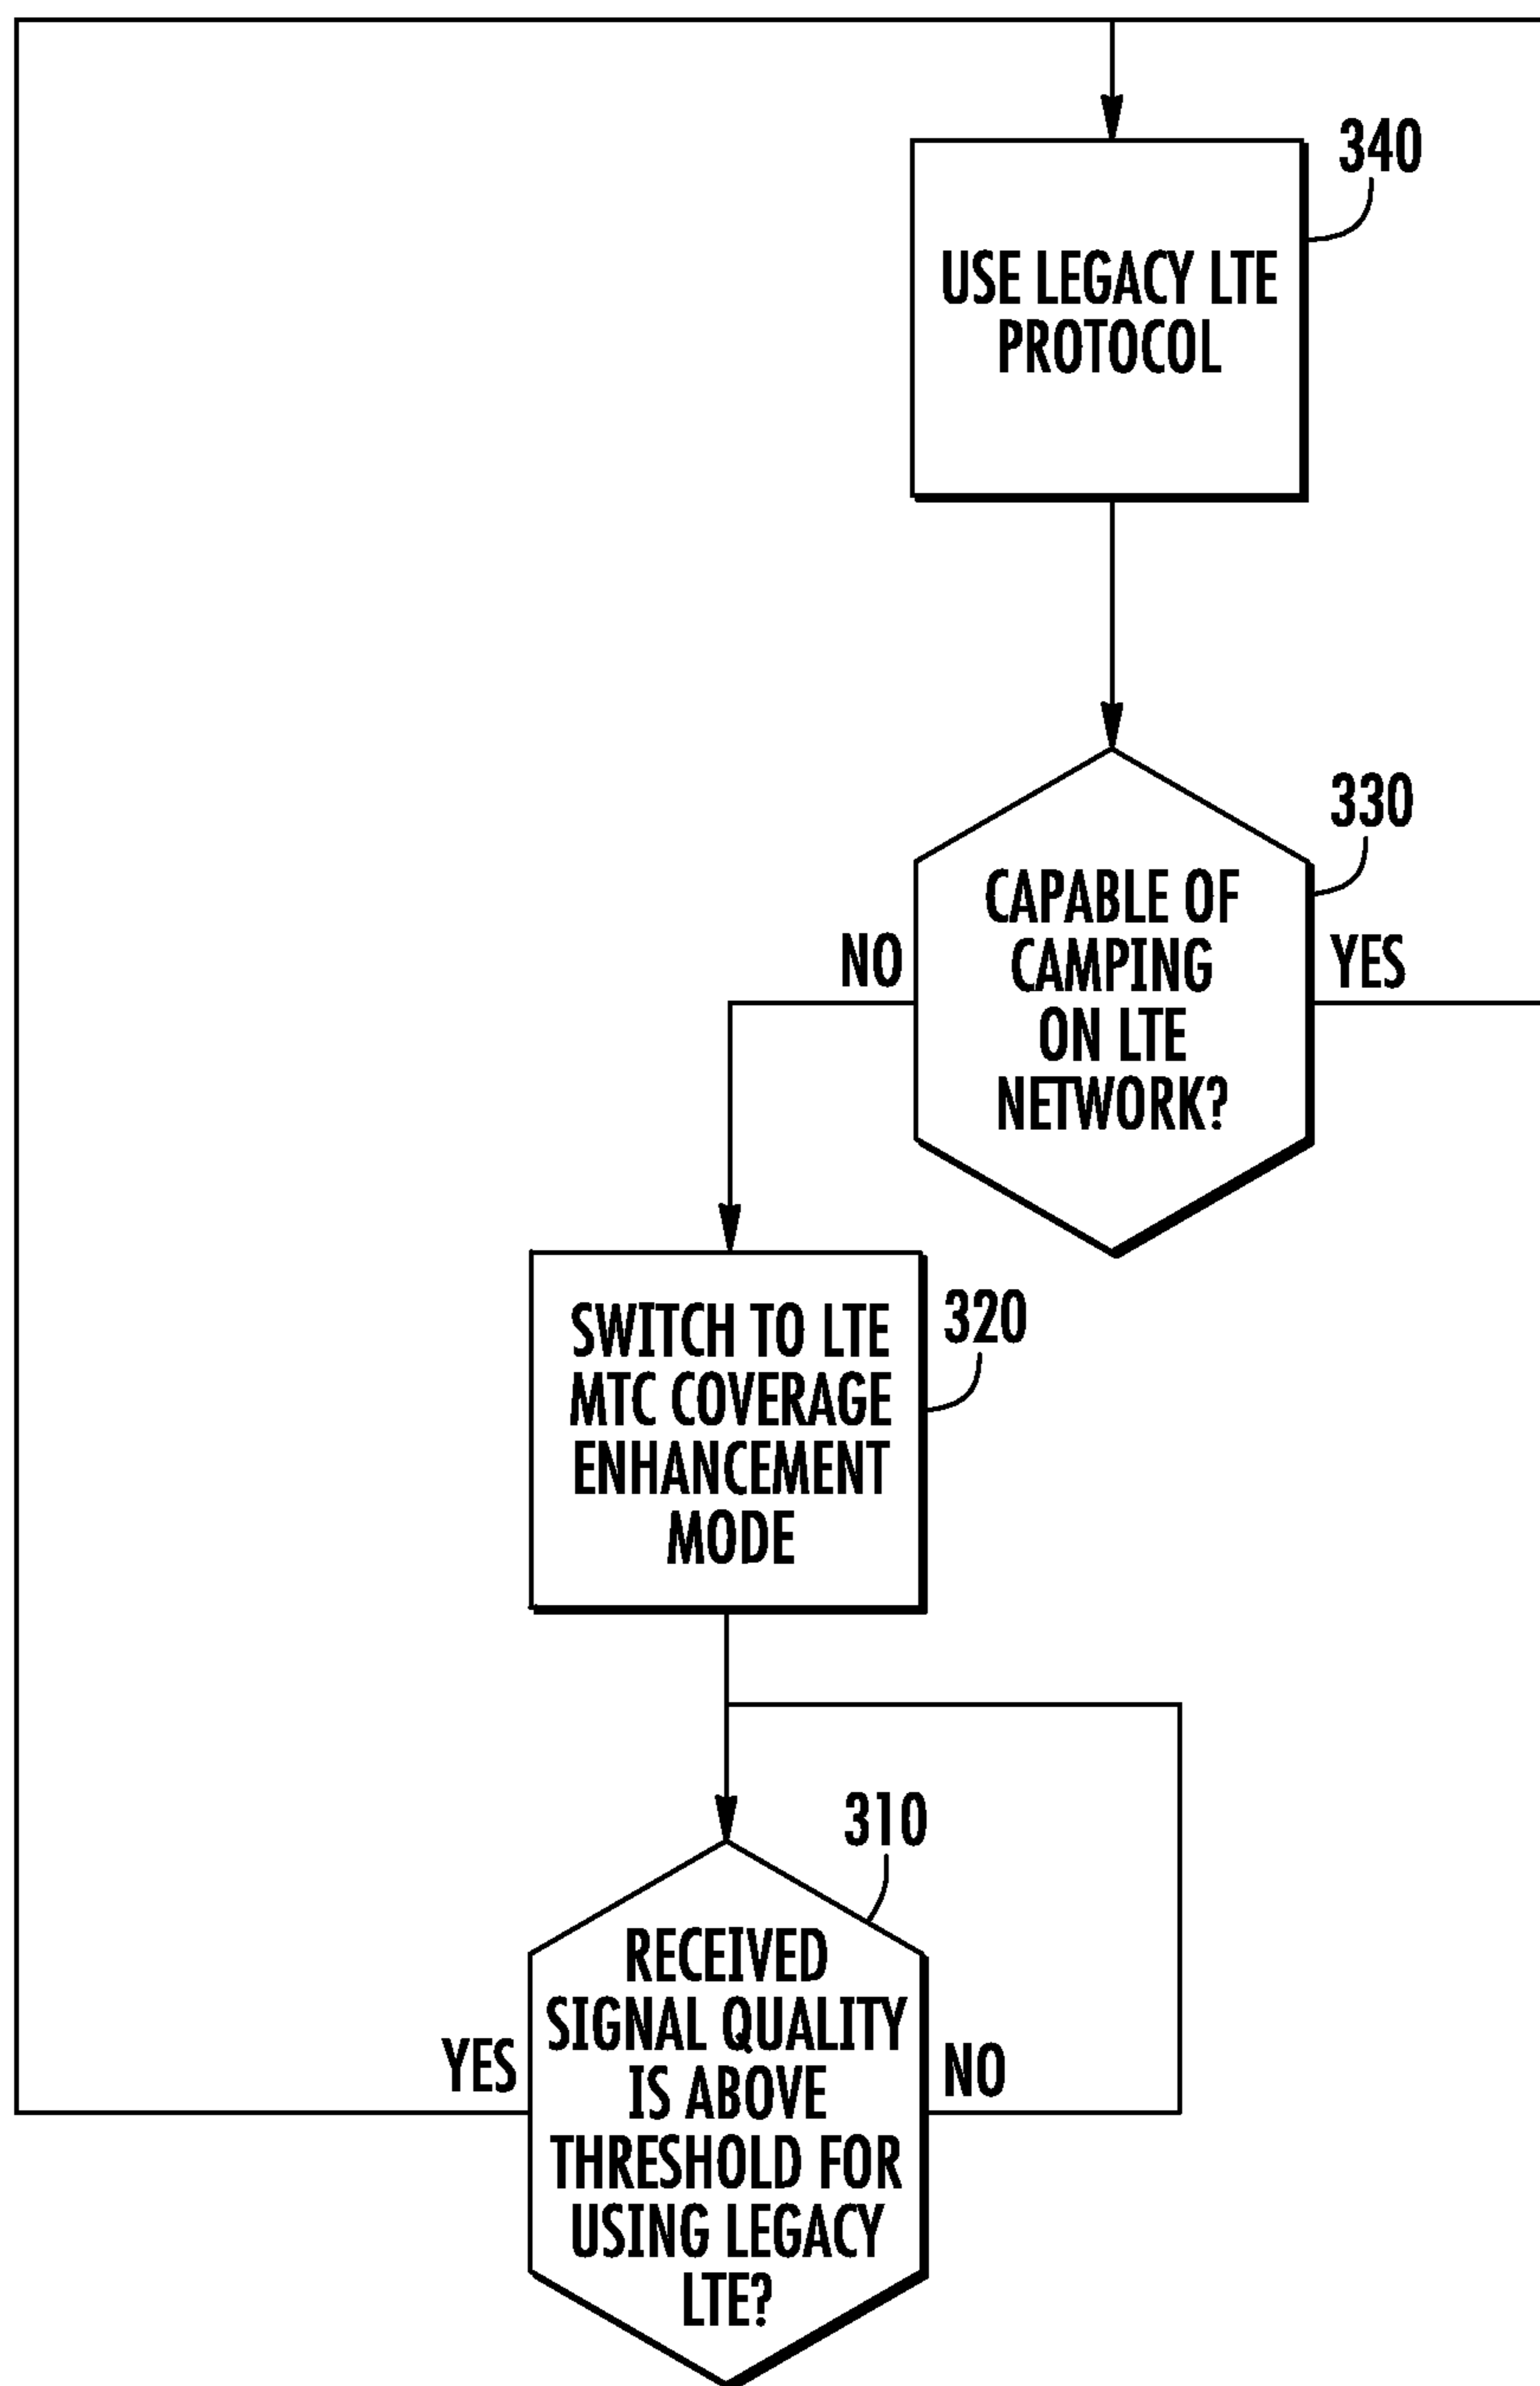 340
USE LEGACY LTE
PROTOCOL
330
CAPABLE OF
CAMPING
ON LTE
NETWORK?
NO
YES
SWITCH TO LTE
MTC COVERAGE
ENHANCEMENT
MODE
320
310
RECEIVED
SIGNAL QUALITY
IS ABOVE
THRESHOLD FOR
USING LEGACY
LTE?
YES
NO